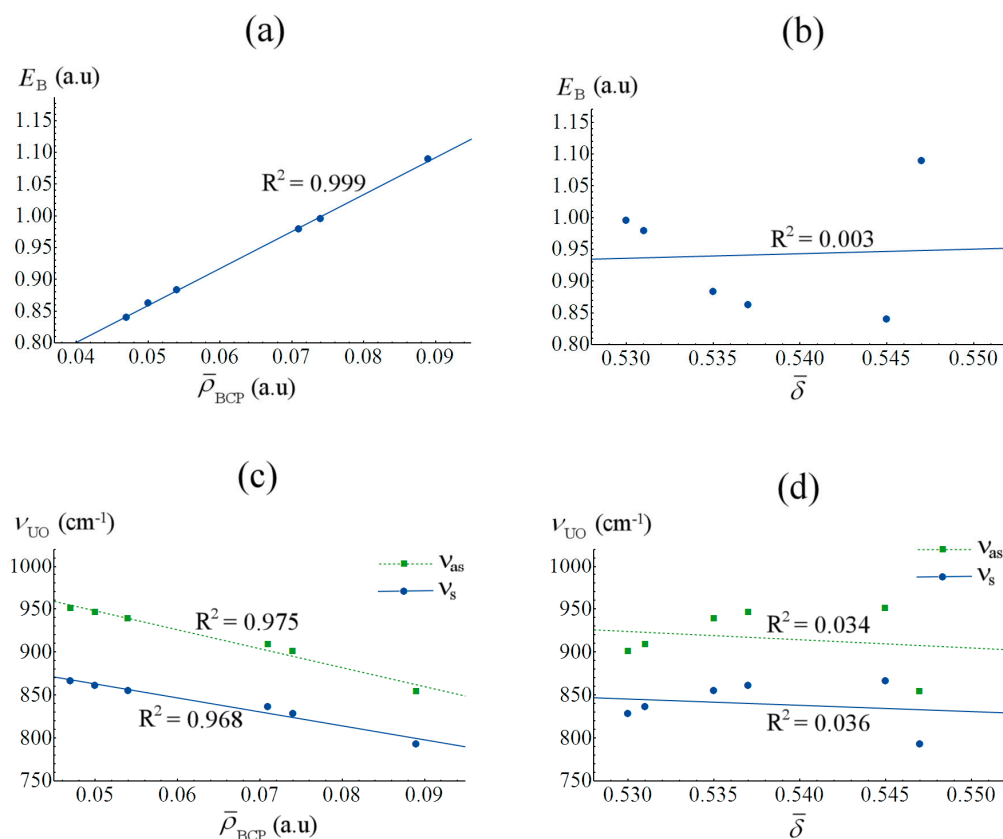 (a)
E_B (a.u)
1.15
1.10
1.05
1.00
0.95
0.90
0.85
0.80
R² = 0.999
0.04 0.05 0.06 0.07 0.08 0.09
ρ̄_BCP (a.u)
(b)
E_B (a.u)
1.15
1.10
1.05
1.00
0.95
0.90
0.85
0.80
R² = 0.003
0.530 0.535 0.540 0.545 0.550
δ̄
(c)
ν_UO (cm⁻¹)
ν_as
ν_s
1000
950
900
850
800
750
R² = 0.975
R² = 0.968
0.05 0.06 0.07 0.08 0.09
ρ̄_BCP (a.u)
(d)
ν_UO (cm⁻¹)
ν_as
ν_s
1000
950
900
850
800
750
R² = 0.034
R² = 0.036
0.530 0.535 0.540 0.545 0.550
δ̄